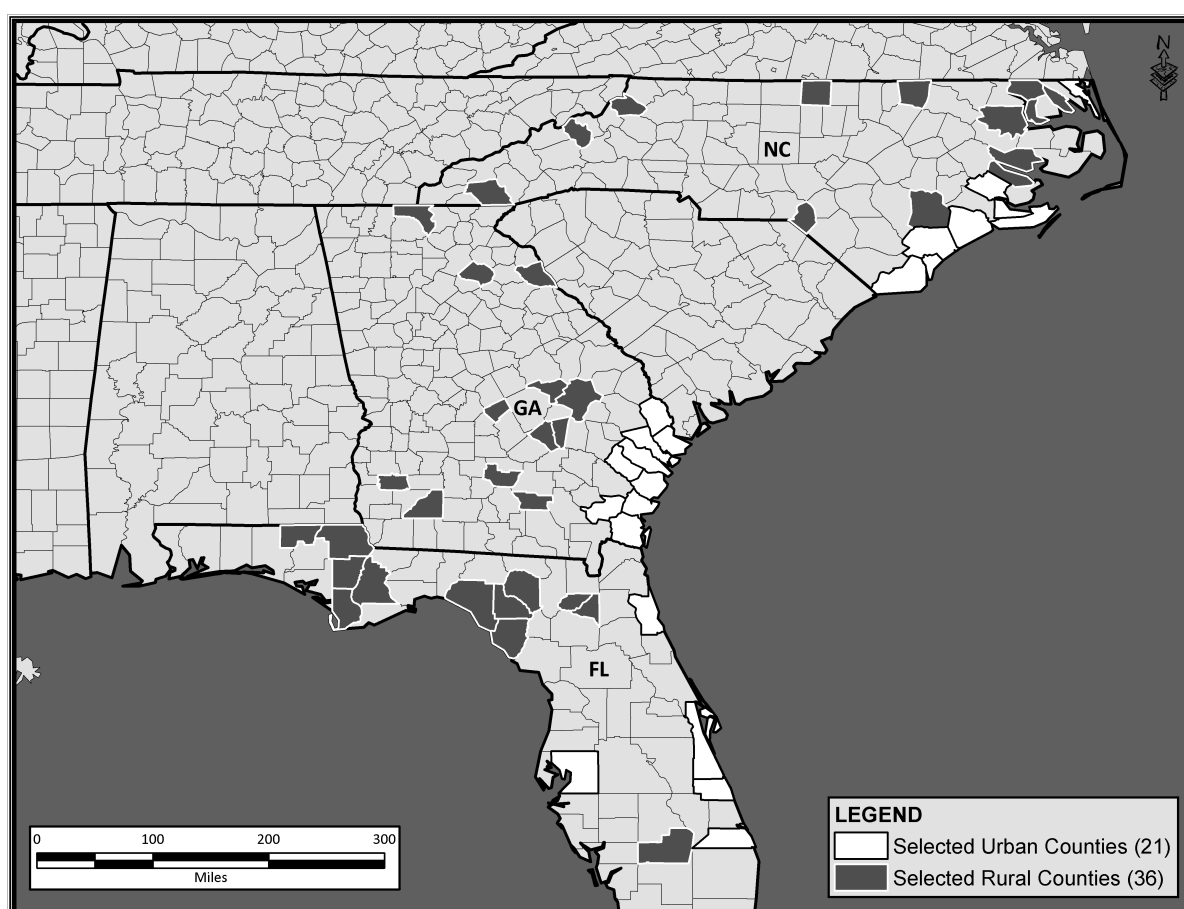 N
NC
GA
FL
0 100 200 300
Miles
LEGEND
Selected Urban Counties (21)
Selected Rural Counties (36)